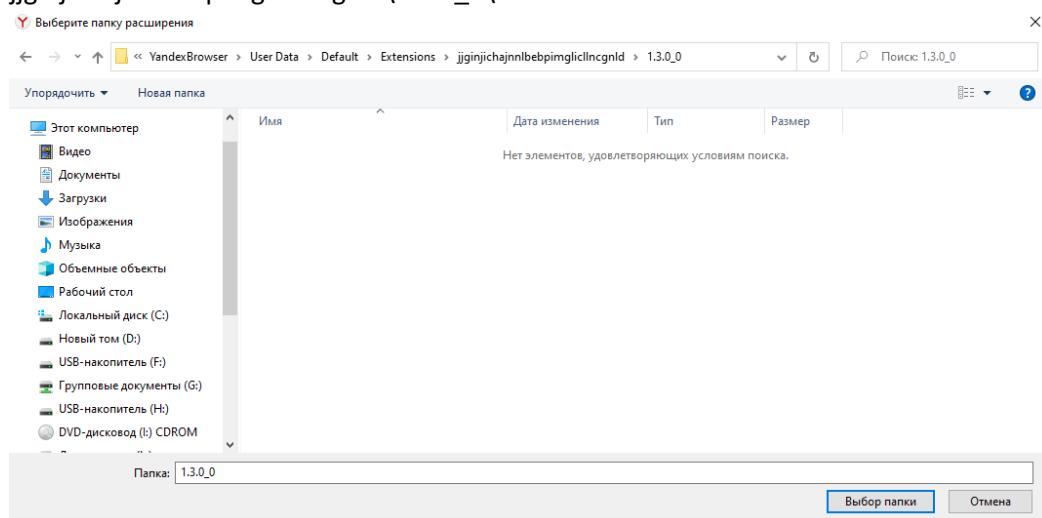 Выберите папку расширения
« YandexBrowser › User Data › Default › Extensions › jjginjichajnnlbebpimglicllncgnld › 1.3.0_0
Поиск: 1.3.0_0
Упорядочить Новая папка
Имя Дата изменения Тип Размер
Нет элементов, удовлетворяющих условиям поиска.
Этот компьютер
Видео
Документы
Загрузки
Изображения
Музыка
Объемные объекты
Рабочий стол
Локальный диск (C:)
Новый том (D:)
USB-накопитель (F:)
Групповые документы (G:)
USB-накопитель (H:)
DVD-дисковод (I:) CDROM
Папка: 1.3.0_0
Выбор папки Отмена